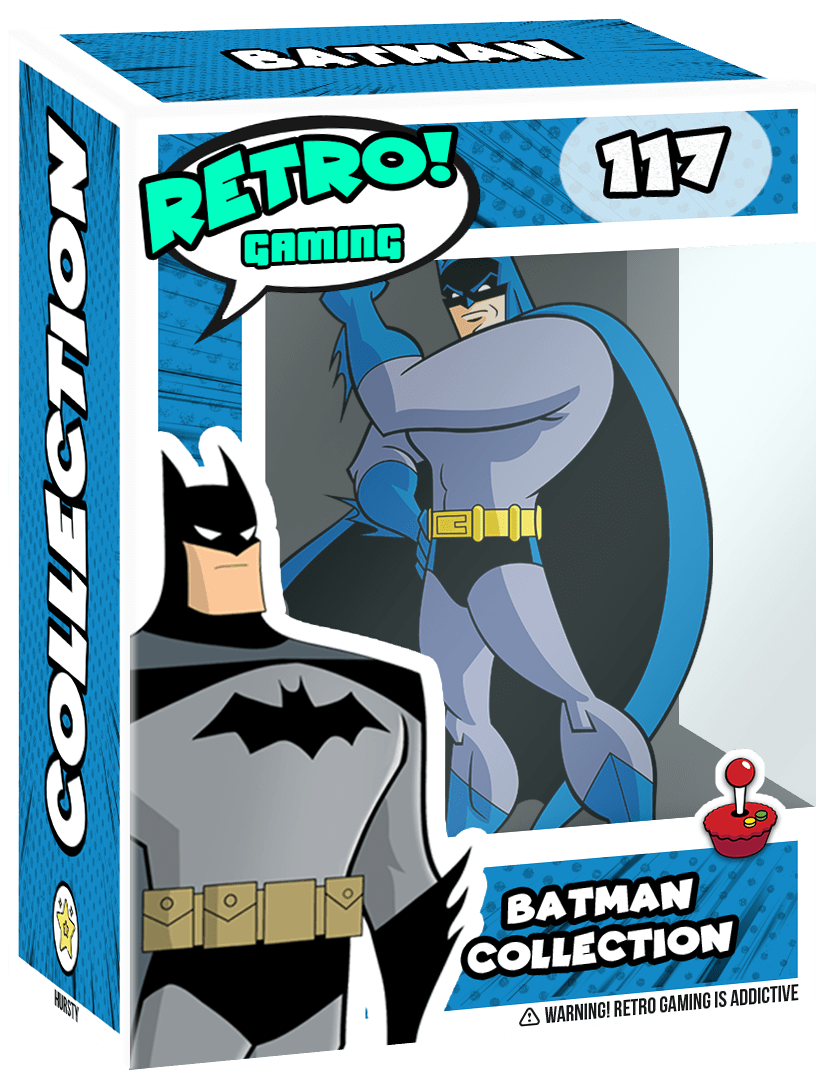 BATMAN
RETRO!
GAMING
117
COLLECTION
BATMAN
COLLECTION
WARNING! RETRO GAMING IS ADDICTIVE
HURSTY